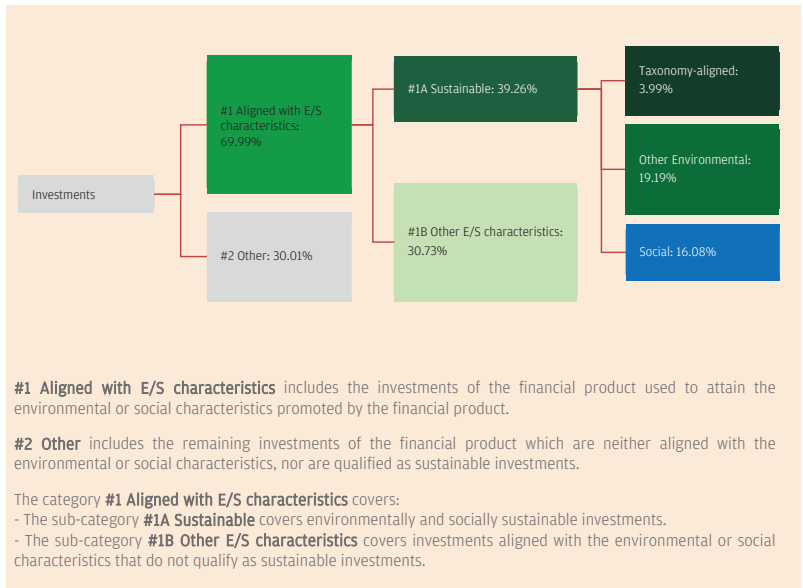 Investments
#1 Aligned with E/S
characteristics:
69.99%
#2 Other: 30.01%
#1A Sustainable: 39.26%
#1B Other E/S characteristics:
30.73%
Taxonomy-aligned:
3.99%
Other Environmental:
19.19%
Social: 16.08%
#1 Aligned with E/S characteristics includes the investments of the financial product used to attain the
environmental or social characteristics promoted by the financial product.
#2 Other includes the remaining investments of the financial product which are neither aligned with the
environmental or social characteristics, nor are qualified as sustainable investments.
The category #1 Aligned with E/S characteristics covers:
- The sub-category #1A Sustainable covers environmentally and socially sustainable investments.
- The sub-category #1B Other E/S characteristics covers investments aligned with the environmental or social
characteristics that do not qualify as sustainable investments.